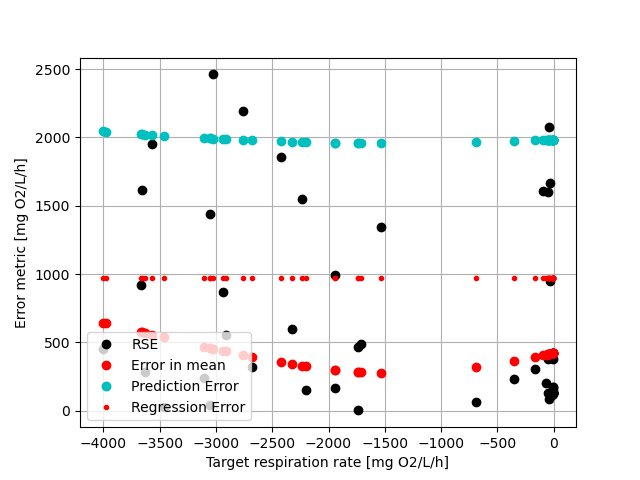 2500
2000
1500
1000
500
0
Error metric [mg O2/L/h]
RSE
Error in mean
Prediction Error
Regression Error
−4000 −3500 −3000 −2500 −2000 −1500 −1000 −500 0
Target respiration rate [mg O2/L/h]